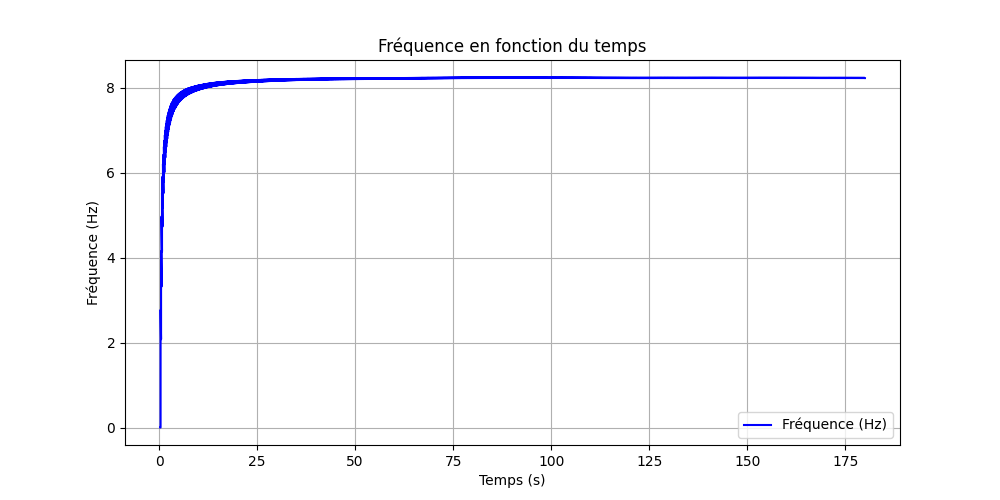 Fréquence en fonction du temps
Fréquence (Hz)
8
6
4
2
0
0 25 50 75 100 125 150 175
Temps (s)
Fréquence (Hz)